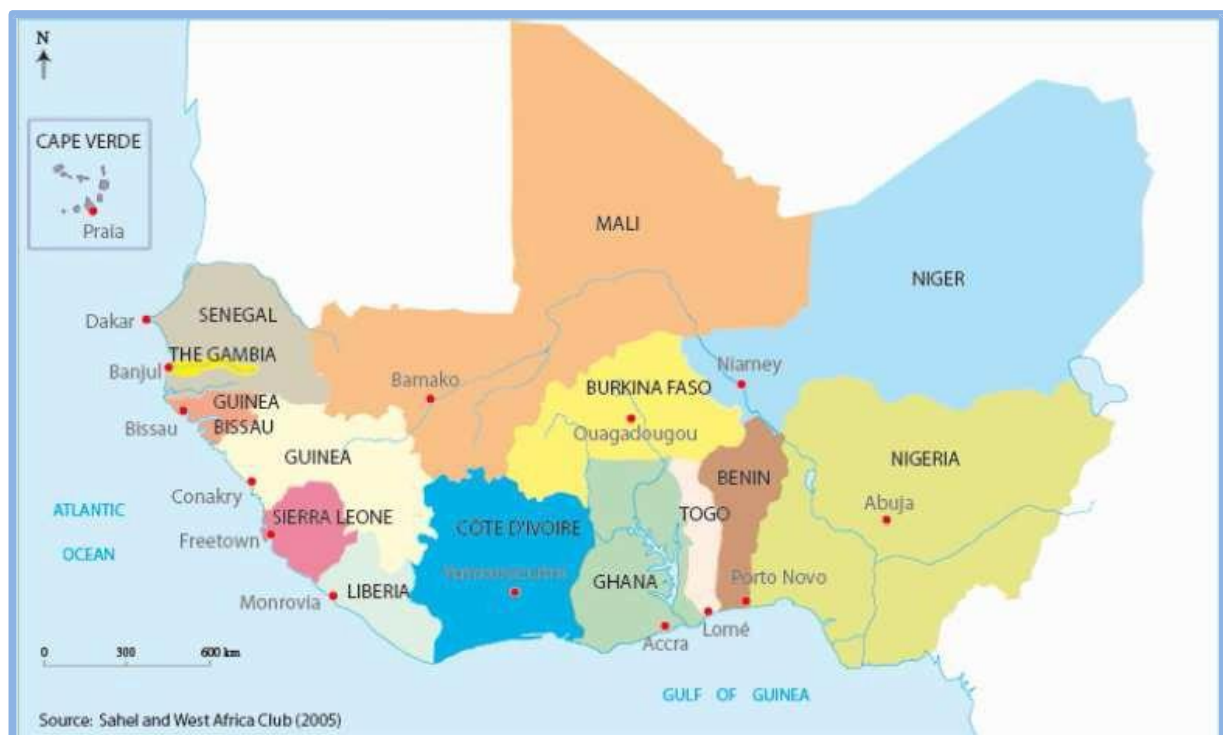 N
CAPE VERDE
Praia
MALI
NIGER
SENEGAL
Dakar
THE GAMBIA
Banjul
Niamey
Bamako
BURKINA FASO
GUINEA
BISSAU
Bissau
Ouagadougou
GUINEA
NIGERIA
BENIN
Conakry
Abuja
ATLANTIC
OCEAN
SIERRA LEONE
TOGO
CÔTE D'IVOIRE
Freetown
GHANA
Porto Novo
LIBERIA
Monrovia
Lomé
Accra
0 300 600 km
GULF OF GUINEA
Source: Sahel and West Africa Club (2005)